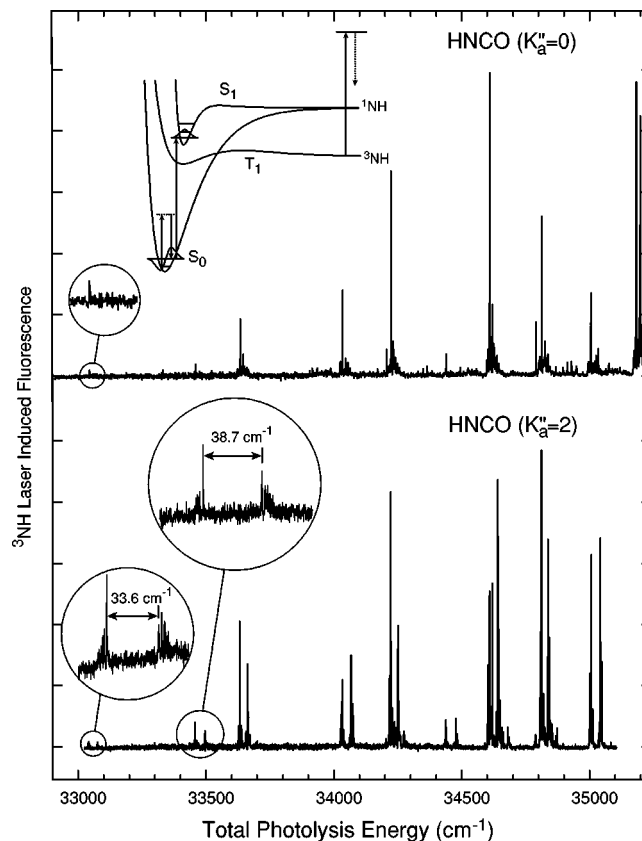 HNCO (K"a=0)
S1
1NH
3NH
T1
S0
HNCO (K"a=2)
38.7 cm-1
33.6 cm-1
3NH Laser Induced Fluorescence
33000 33500 34000 34500 35000
Total Photolysis Energy (cm-1)